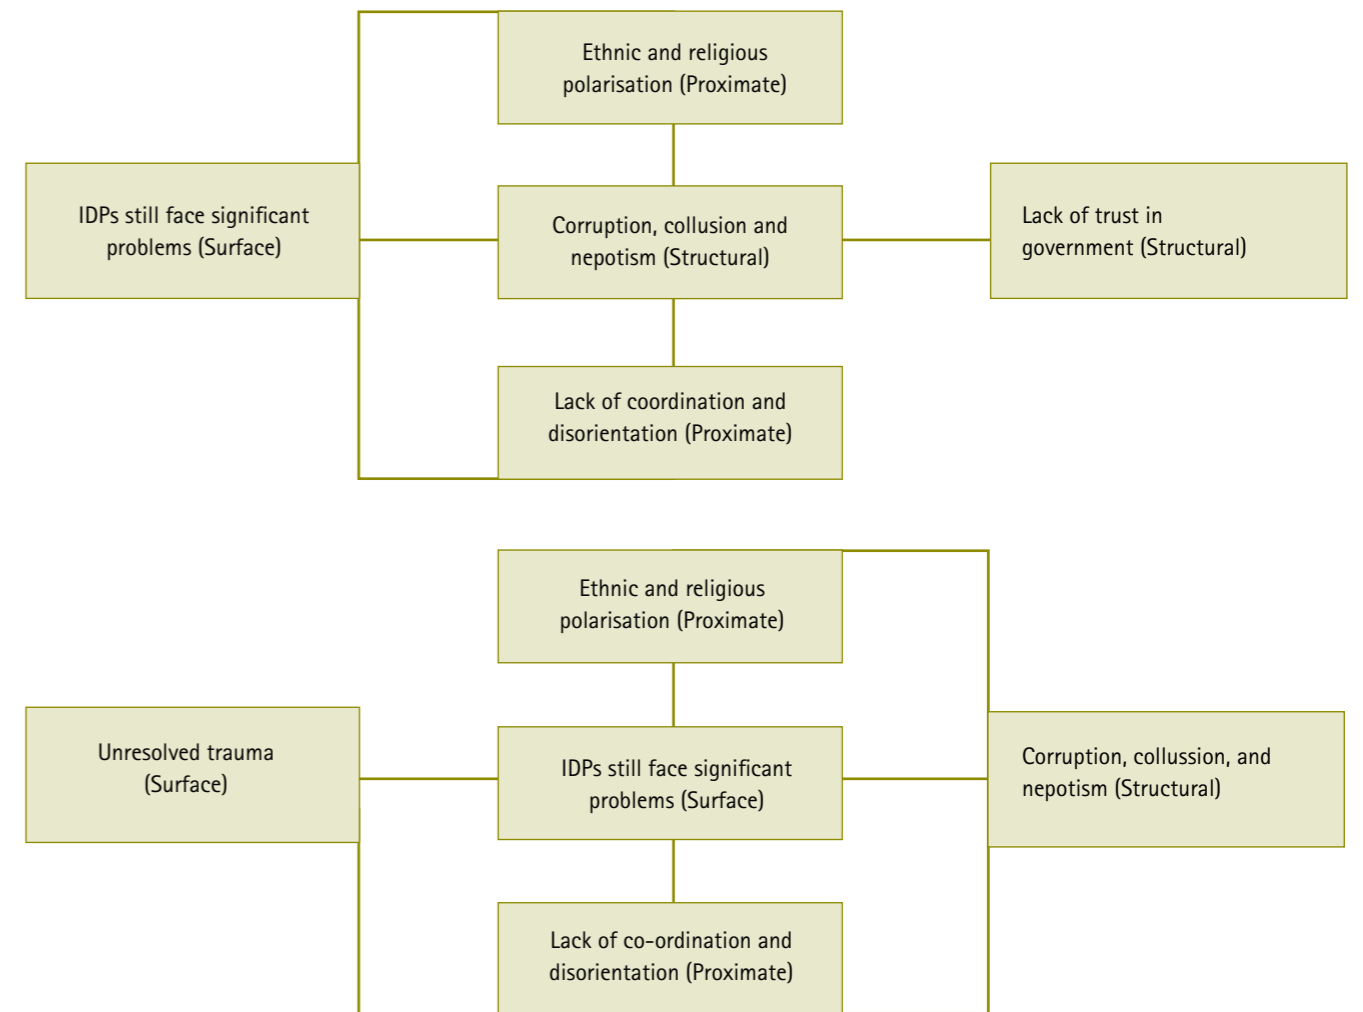 Ethnic and religious
polarisation (Proximate)
IDPs still face significant
problems (Surface)
Corruption, collusion and
nepotism (Structural)
Lack of trust in
government (Structural)
Lack of coordination and
disorientation (Proximate)
Ethnic and religious
polarisation (Proximate)
Unresolved trauma
(Surface)
IDPs still face significant
problems (Surface)
Corruption, collussion, and
nepotism (Structural)
Lack of co-ordination and
disorientation (Proximate)